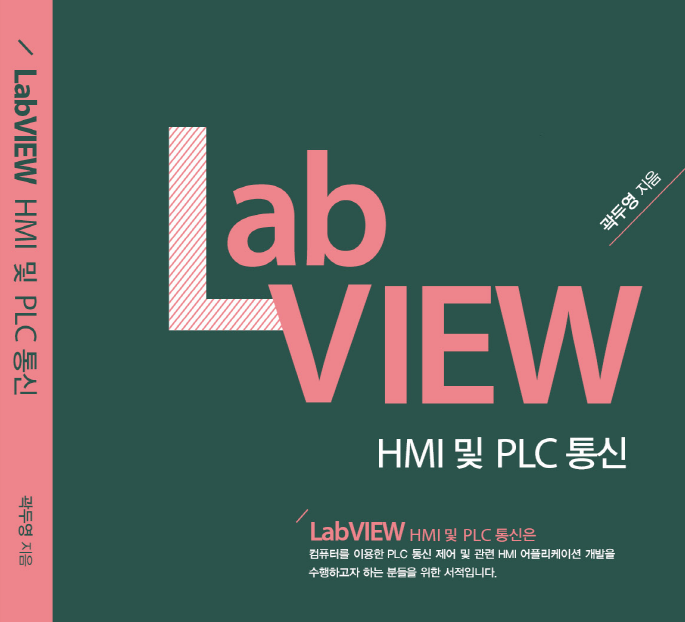 LabVIEW HMI 및 PLC 통신
곽두영 지음
Lab
VIEW
곽두영 지음
HMI 및 PLC 통신
LabVIEW HMI 및 PLC 통신은
컴퓨터를 이용한 PLC 통신 제어 및 관련 HMI 어플리케이션 개발을
수행하고자 하는 분들을 위한 서적입니다.